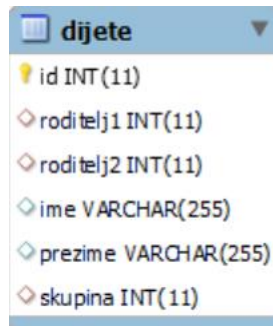 dijete
id INT(11)
roditelj1 INT(11)
roditelj2 INT(11)
ime VARCHAR(255)
prezime VARCHAR(255)
skupina INT(11)